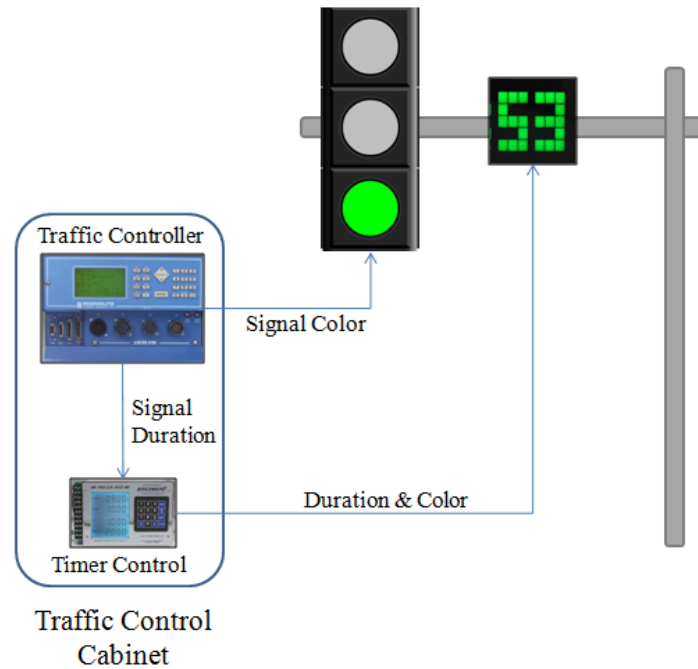 53
Traffic Controller
Signal Color
Signal
Duration
Duration & Color
Timer Control
Traffic Control
Cabinet